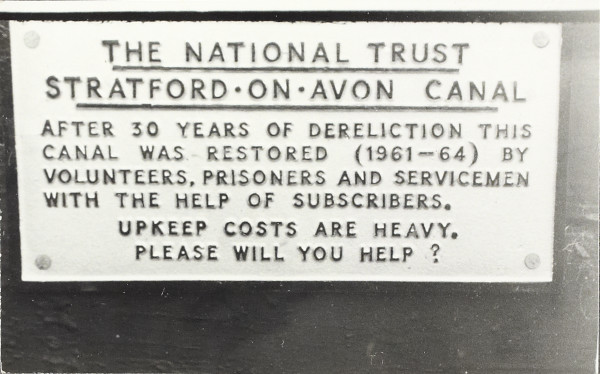 THE NATIONAL TRUST
STRATFORD·ON·AVON CANAL
AFTER 30 YEARS OF DERELICTION THIS
CANAL WAS RESTORED (1961-64) BY
VOLUNTEERS, PRISONERS AND SERVICEMEN
WITH THE HELP OF SUBSCRIBERS.
UPKEEP COSTS ARE HEAVY.
PLEASE WILL YOU HELP ?